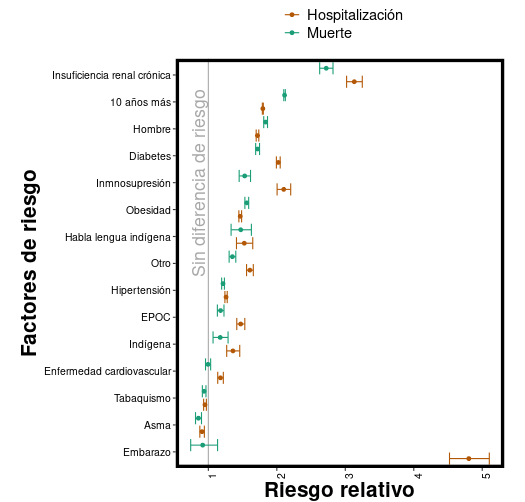 Hospitalización
Muerte
Factores de riesgo
Insuficiencia renal crónica
10 años más
Hombre
Diabetes
Inmnosupresión
Obesidad
Habla lengua indígena
Otro
Hipertensión
EPOC
Indígena
Enfermedad cardiovascular
Tabaquismo
Asma
Embarazo
Sin diferencia de riesgo
1 2 3 4 5
Riesgo relativo